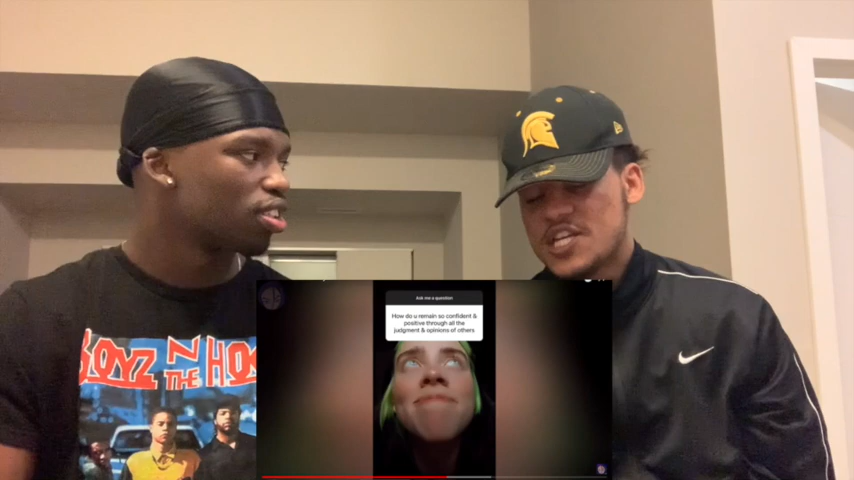 Ask me a question
How do u remain so confident &
positive through all the
judgment & opinions of others
BOYZ N THE HOO